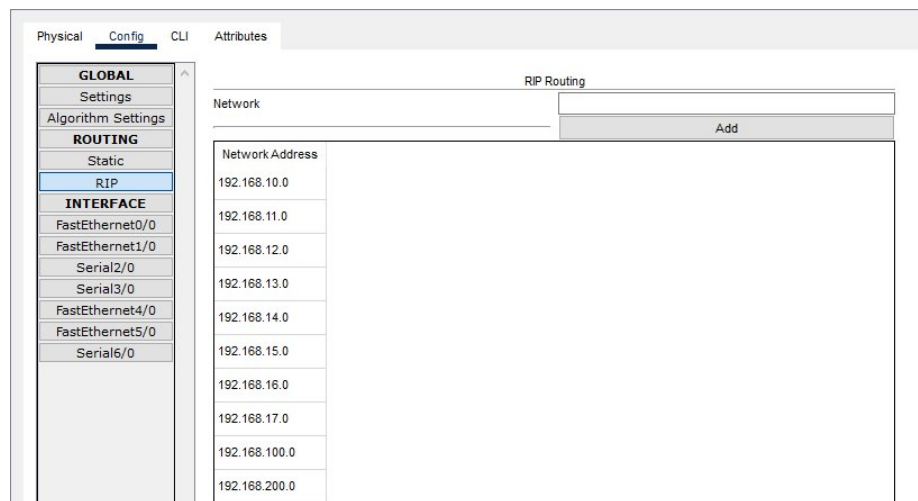 Physical Config CLI Attributes
GLOBAL
Settings
Algorithm Settings
ROUTING
Static
RIP
INTERFACE
FastEthernet0/0
FastEthernet1/0
Serial2/0
Serial3/0
FastEthernet4/0
FastEthernet5/0
Serial6/0
RIP Routing
Network
Add
Network Address
192.168.10.0
192.168.11.0
192.168.12.0
192.168.13.0
192.168.14.0
192.168.15.0
192.168.16.0
192.168.17.0
192.168.100.0
192.168.200.0